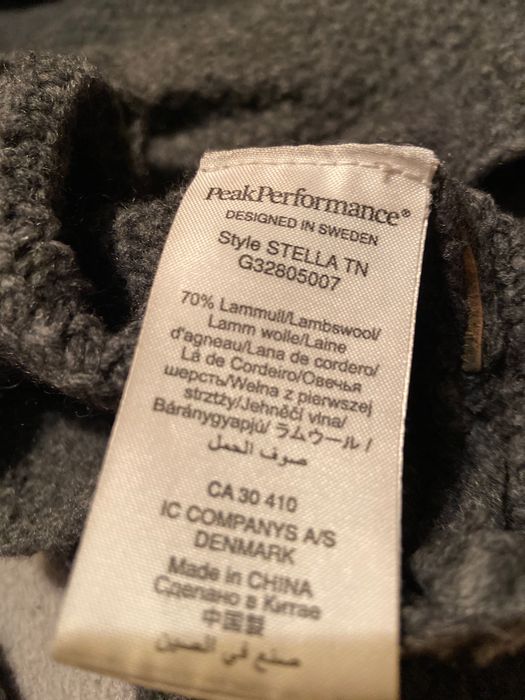 PeakPerformance®
DESIGNED IN SWEDEN
Style STELLA TN
G32805007
70% Lammull/Lambswool/
Lamm wolle/Laine
d'agneau/Lana de cordero/
Lã de Cordeiro/Овечья
шерсть/Wełna z pierwszej
strztży/Jehněčí vlna/
Báránygyapjú/ラムウール/
صوف الحمل
CA 30 410
IC COMPANYS A/S
DENMARK
Made in CHINA
Сделано в Китае
中国製
صنع في الصين